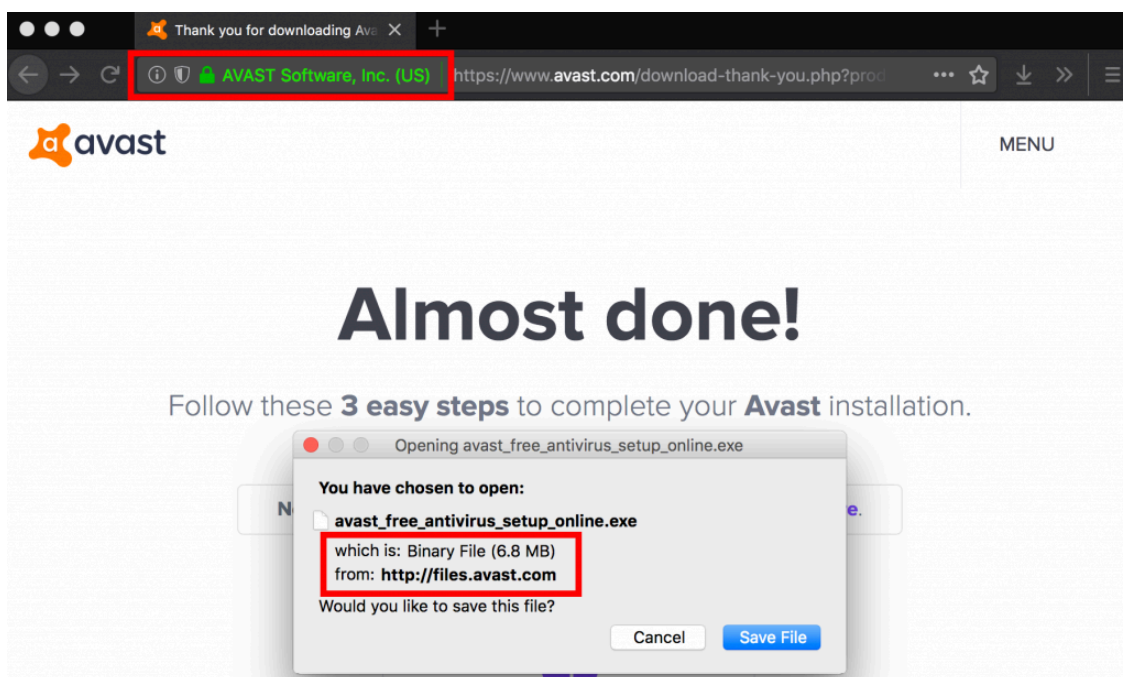 Thank you for downloading Ava
AVAST Software, Inc. (US) https://www.avast.com/download-thank-you.php?prod
avast
MENU
Almost done!
Follow these 3 easy steps to complete your Avast installation.
Opening avast_free_antivirus_setup_online.exe
You have chosen to open:
avast_free_antivirus_setup_online.exe
which is: Binary File (6.8 MB)
from: http://files.avast.com
Would you like to save this file?
Cancel Save File